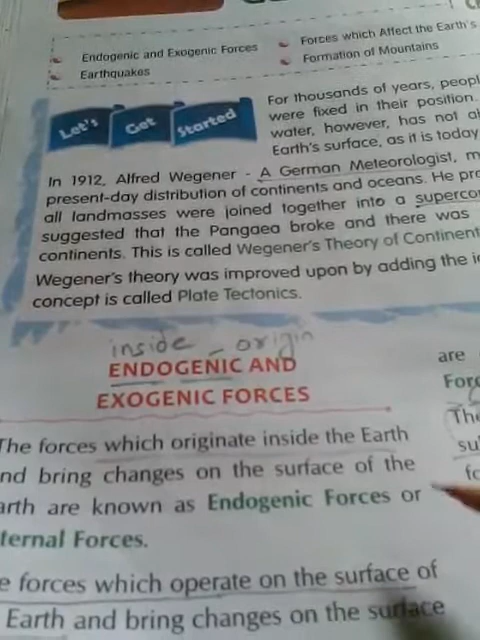 Endogenic and Exogenic Forces
Earthquakes
Forces which Affect the Earth's
Formation of Mountains
Let's Get Started
For thousands of years, peopl
were fixed in their position.
water, however, has not al
Earth's surface, as it is today
In 1912, Alfred Wegener - A German Meteorologist, m
present-day distribution of continents and oceans. He pro
all landmasses were joined together into a superco
suggested that the Pangaea broke and there was
continents. This is called Wegener's Theory of Continent
Wegener's theory was improved upon by adding the i
concept is called Plate Tectonics.
inside origin
ENDOGENIC AND
EXOGENIC FORCES
The forces which originate inside the Earth
nd bring changes on the surface of the
arth are known as Endogenic Forces or
ternal Forces.
e forces which operate on the surface of
Earth and bring changes on the surface
are
Forc
The
su
fo